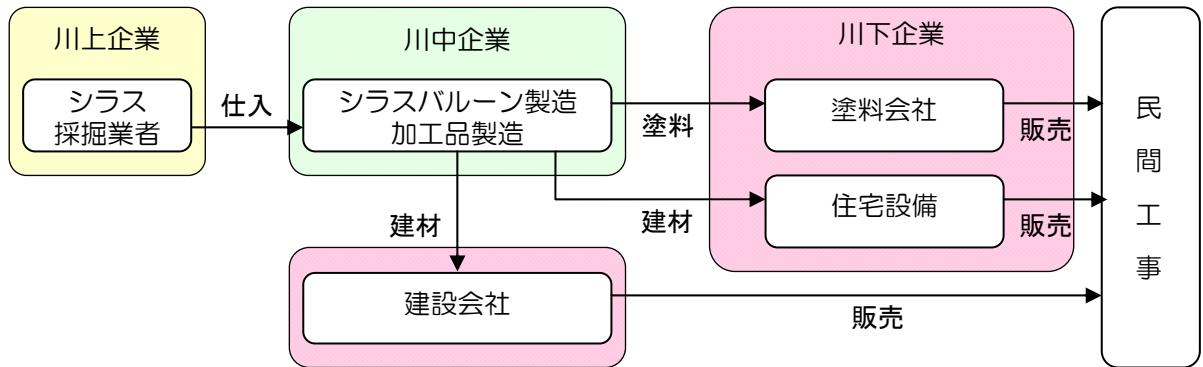 川上企業
シラス
採掘業者
仕入
川中企業
シラスバルーン製造
加工品製造
塗料
建材
建材
川下企業
塗料会社
販売
住宅設備
販売
建設会社
販売
民間工事